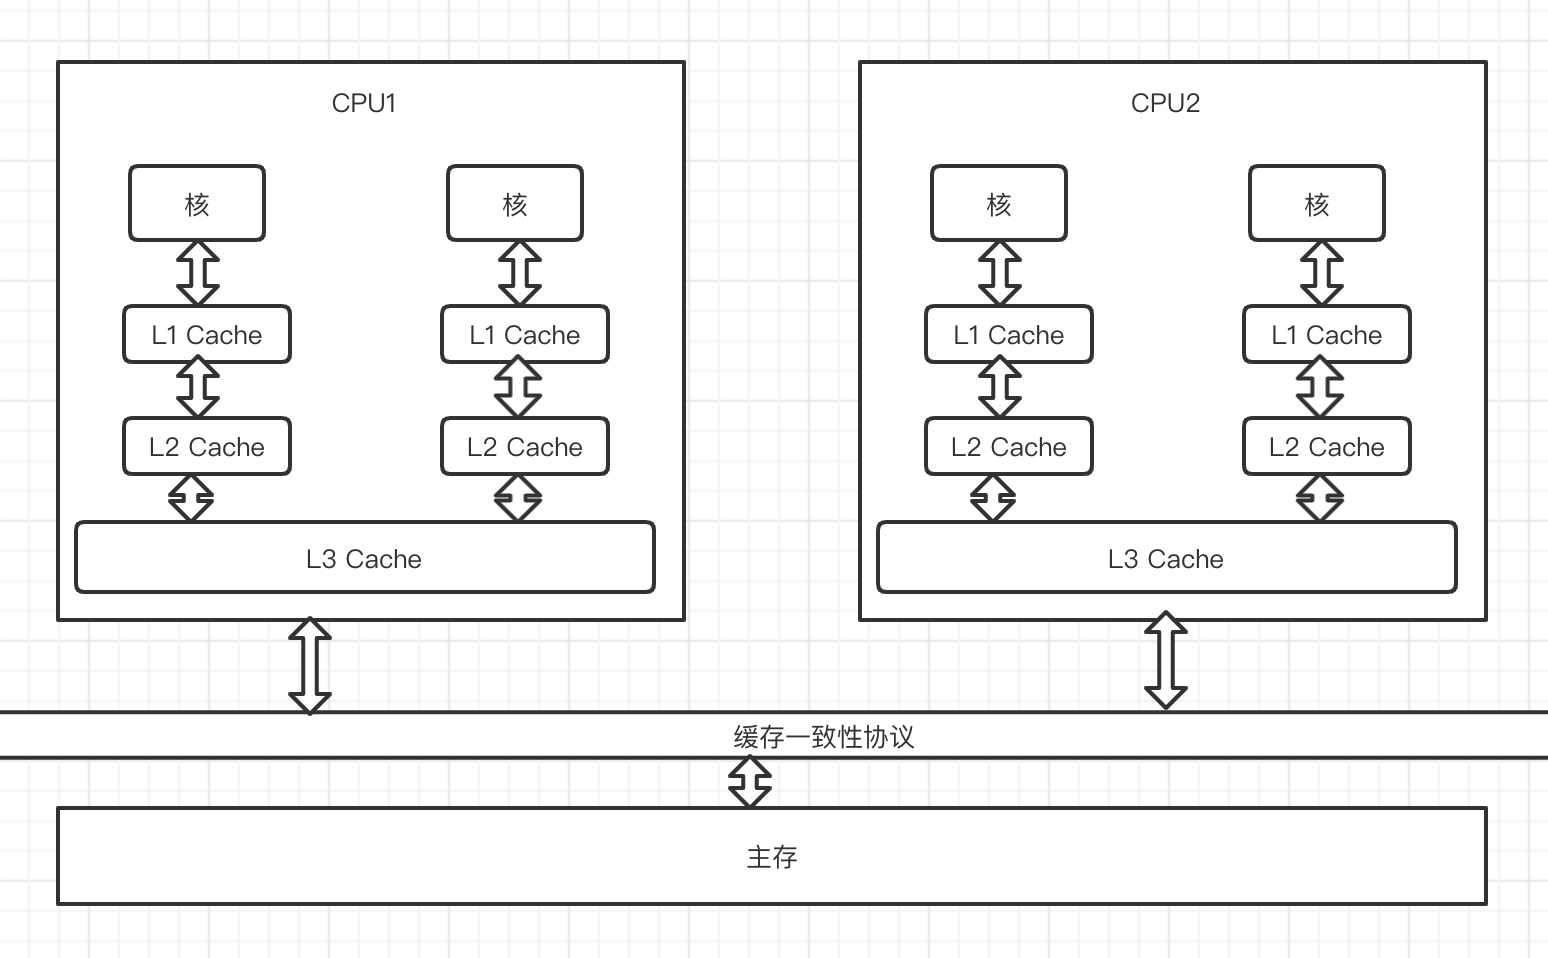 CPU1
CPU2
核
核
核
核
L1 Cache
L1 Cache
L1 Cache
L1 Cache
L2 Cache
L2 Cache
L2 Cache
L2 Cache
L3 Cache
L3 Cache
缓存一致性协议
主存